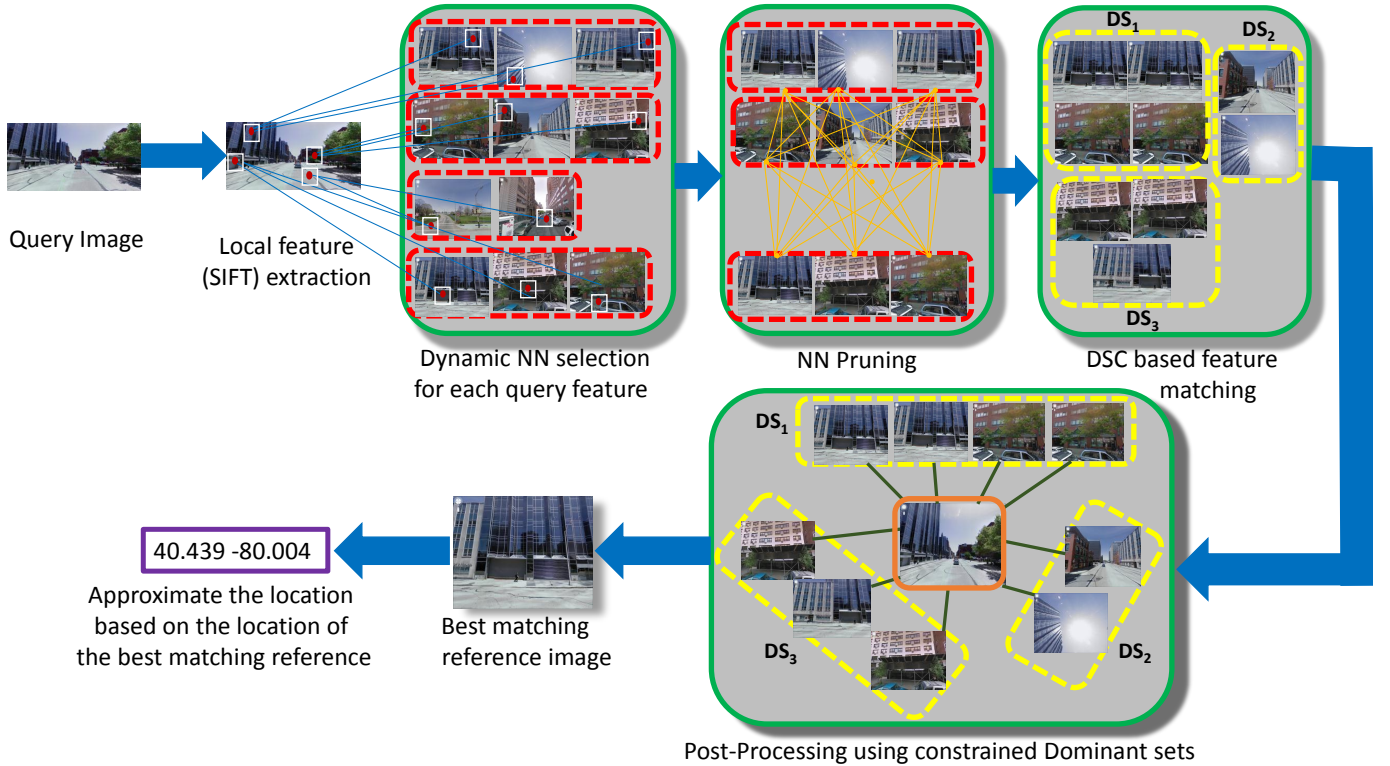 Query Image
Local feature
(SIFT) extraction
Dynamic NN selection
for each query feature
NN Pruning
DS1
DS2
DS3
DSC based feature
matching
DS1
DS2
DS3
Post-Processing using constrained Dominant sets
Best matching
reference image
40.439 -80.004
Approximate the location
based on the location of
the best matching reference